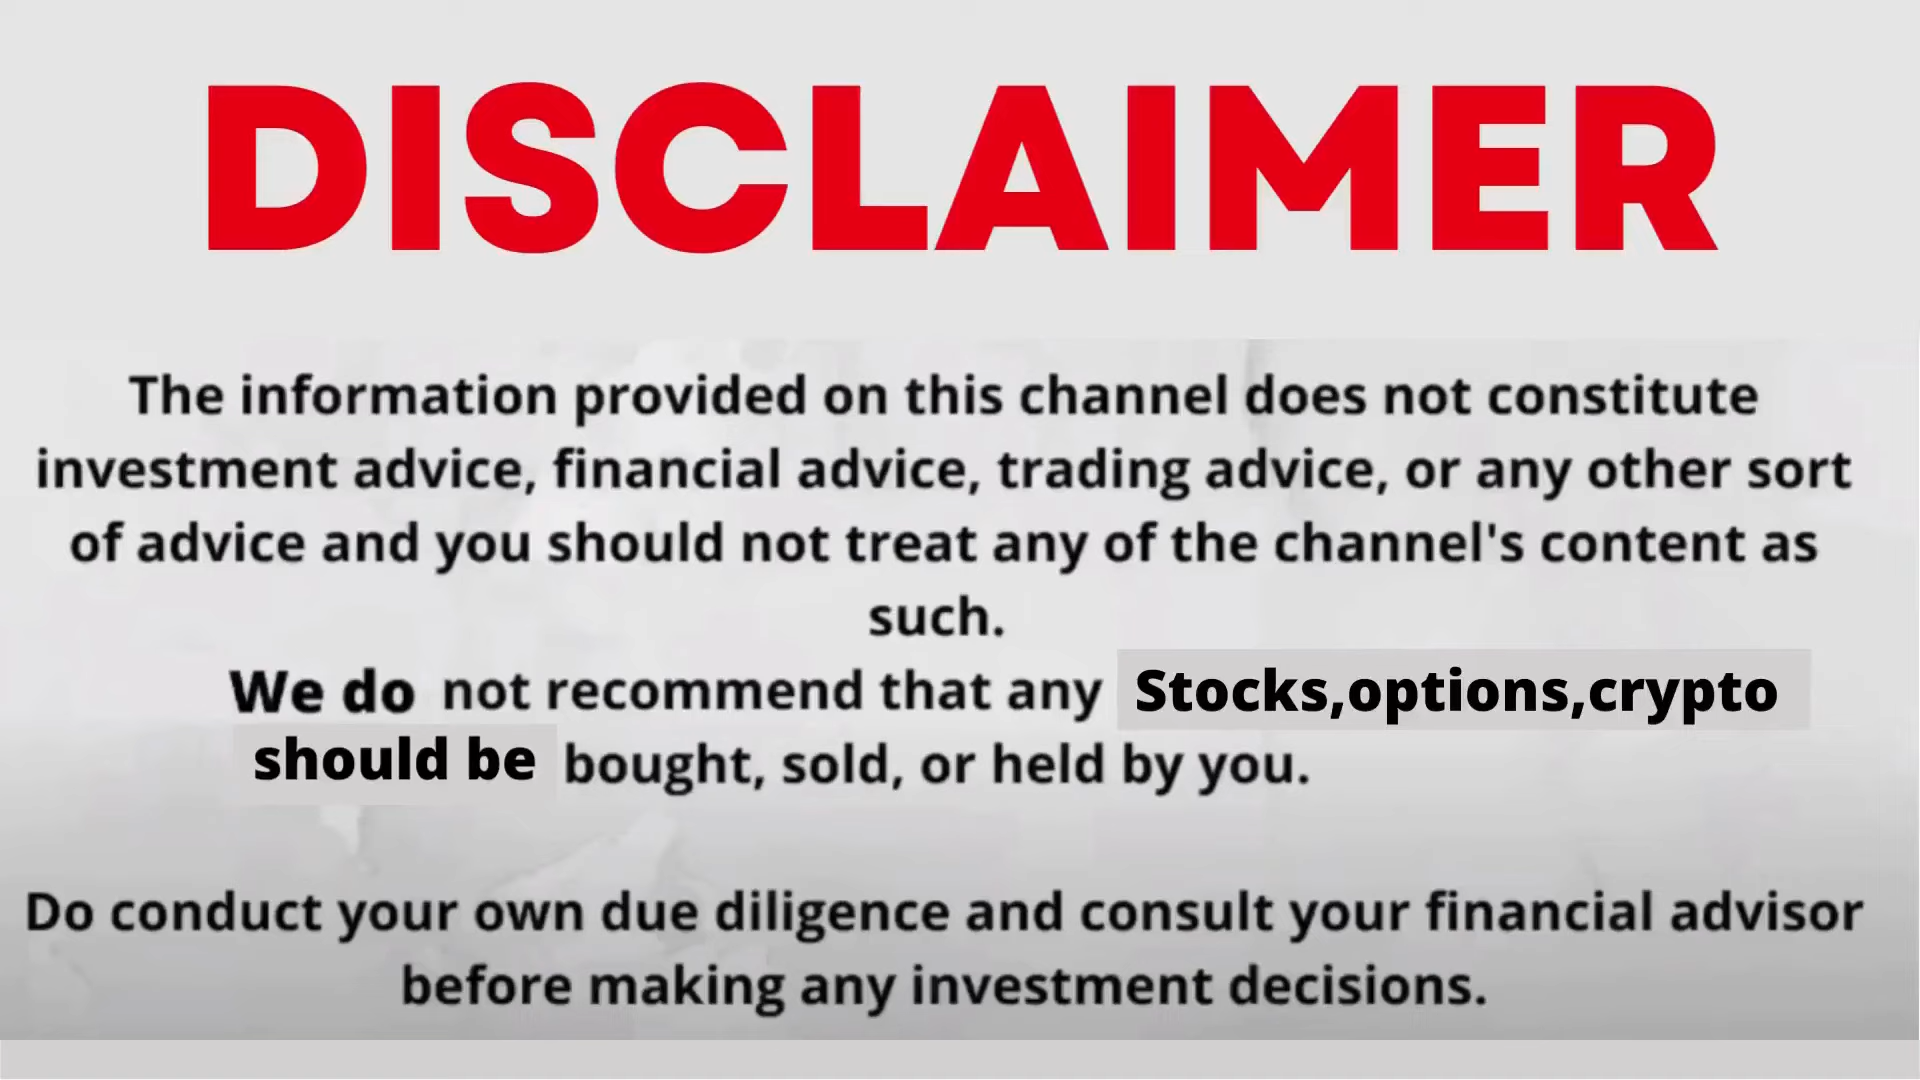 DISCLAIMER
The information provided on this channel does not constitute
investment advice, financial advice, trading advice, or any other sort
of advice and you should not treat any of the channel's content as
such.
We do not recommend that any Stocks,options,crypto
should be bought, sold, or held by you.
Do conduct your own due diligence and consult your financial advisor
before making any investment decisions.